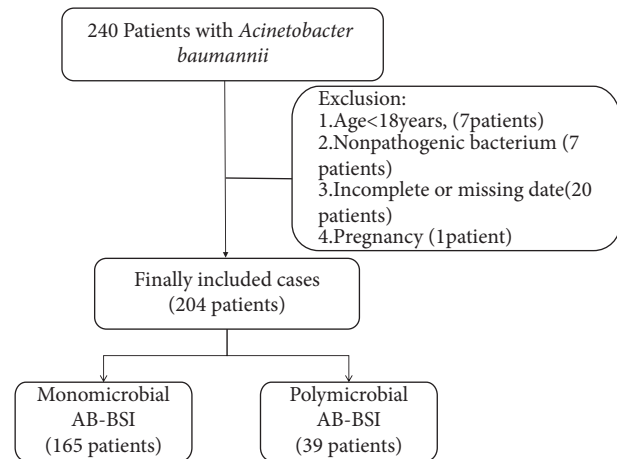 240 Patients with Acinetobacter
baumannii
Exclusion:
1.Age<18years, (7patients)
2.Nonpathogenic bacterium (7
patients)
3.Incomplete or missing date(20
patients)
4.Pregnancy (1patient)
Finally included cases
(204 patients)
Monomicrobial
AB-BSI
(165 patients)
Polymicrobial
AB-BSI
(39 patients)